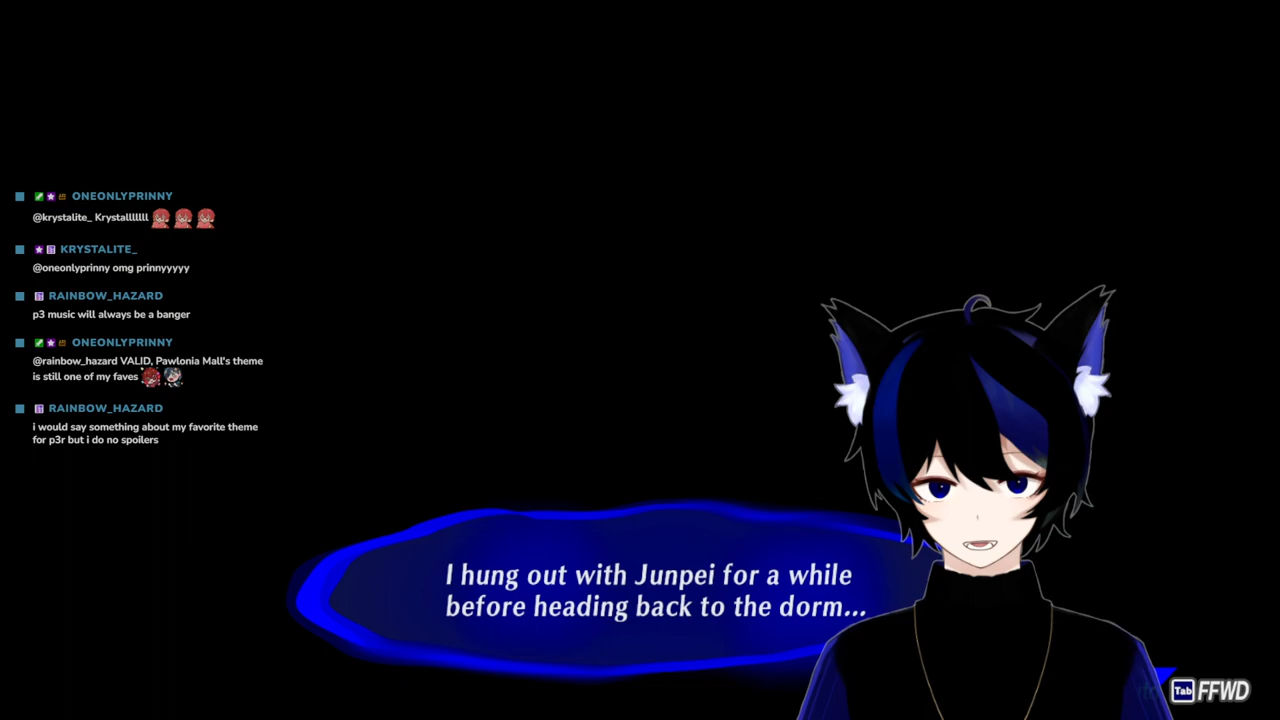 ONEONLYPRINNY
@krystalite_ Krystalllllll
KRYSTALITE_
@oneonlyprinny omg prinnyyyyy
RAINBOW_HAZARD
p3 music will always be a banger
ONEONLYPRINNY
@rainbow_hazard VALID, Pawlonia Mall's theme
is still one of my faves
RAINBOW_HAZARD
i would say something about my favorite theme
for p3r but i do no spoilers
I hung out with Junpei for a while
before heading back to the dorm...
Tab FFWD